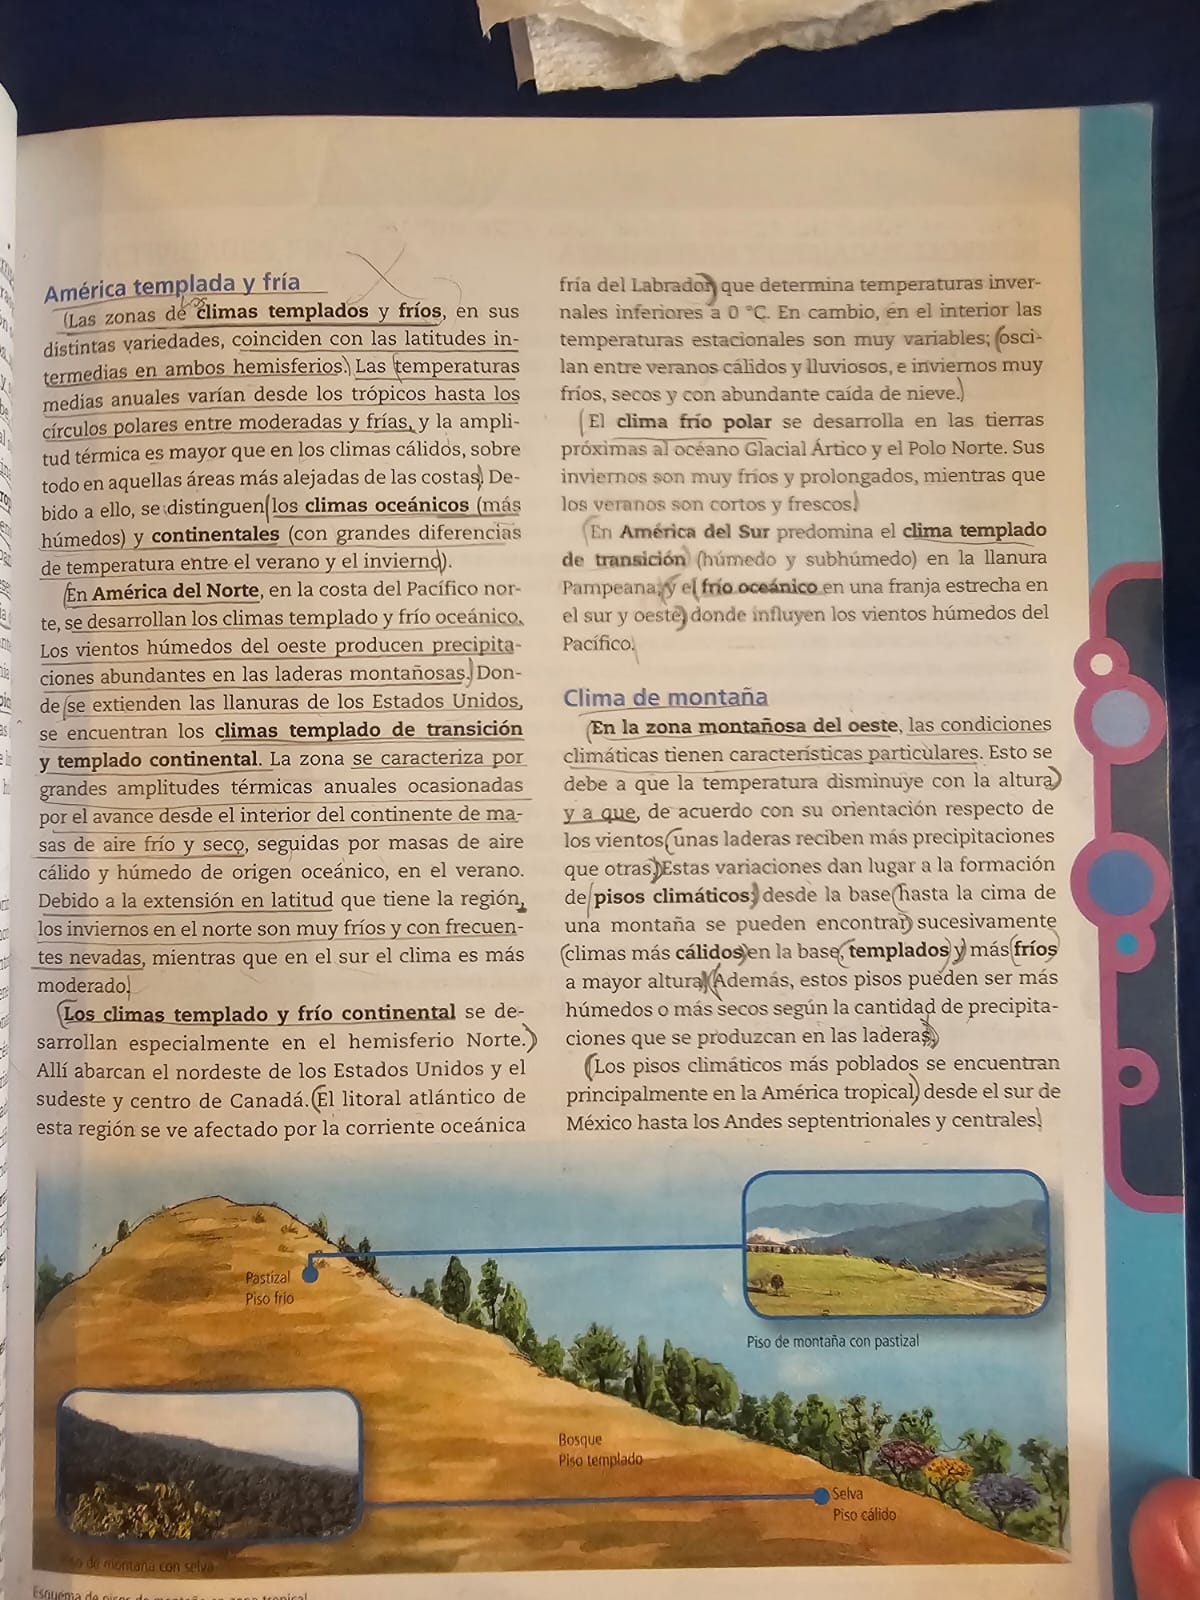 América templada y fría
Las zonas de climas templados y fríos, en sus
distintas variedades, coinciden con las latitudes in-
termedias en ambos hemisferios. Las temperaturas
medias anuales varían desde los trópicos hasta los
círculos polares entre moderadas y frías, y la ampli-
tud térmica es mayor que en los climas cálidos, sobre
todo en aquellas áreas más alejadas de las costas. De-
bido a ello, se distinguen los climas oceánicos (más
húmedos) y continentales (con grandes diferencias
de temperatura entre el verano y el invierno).
En América del Norte, en la costa del Pacífico nor-
te, se desarrollan los climas templado y frío oceánico.
Los vientos húmedos del oeste producen precipita-
ciones abundantes en las laderas montañosas. Don-
de se extienden las llanuras de los Estados Unidos,
se encuentran los climas templado de transición
y templado continental. La zona se caracteriza por
grandes amplitudes térmicas anuales ocasionadas
por el avance desde el interior del continente de ma-
sas de aire frío y seco, seguidas por masas de aire
cálido y húmedo de origen oceánico, en el verano.
Debido a la extensión en latitud que tiene la región,
los inviernos en el norte son muy fríos y con frecuen-
tes nevadas, mientras que en el sur el clima es más
moderado.
Los climas templado y frío continental se de-
sarrollan especialmente en el hemisferio Norte.
Allí abarcan el nordeste de los Estados Unidos y el
sudeste y centro de Canadá. El litoral atlántico de
esta región se ve afectado por la corriente oceánica
fría del Labrador, que determina temperaturas inver-
nales inferiores a 0 °C. En cambio, en el interior las
temperaturas estacionales son muy variables; osci-
lan entre veranos cálidos y lluviosos, e inviernos muy
fríos, secos y con abundante caída de nieve.
El clima frío polar se desarrolla en las tierras
próximas al océano Glacial Ártico y el Polo Norte. Sus
inviernos son muy fríos y prolongados, mientras que
los veranos son cortos y frescos.
En América del Sur predomina el clima templado
de transición (húmedo y subhúmedo) en la llanura
Pampeana, y el frío oceánico en una franja estrecha en
el sur y oeste, donde influyen los vientos húmedos del
Pacífico.
Clima de montaña
En la zona montañosa del oeste, las condiciones
climáticas tienen características particulares. Esto se
debe a que la temperatura disminuye con la altura
y a que, de acuerdo con su orientación respecto de
los vientos, unas laderas reciben más precipitaciones
que otras. Estas variaciones dan lugar a la formación
de pisos climáticos: desde la base hasta la cima de
una montaña se pueden encontrar sucesivamente
climas más cálidos en la base, templados y más fríos
a mayor altura. Además, estos pisos pueden ser más
húmedos o más secos según la cantidad de precipita-
ciones que se produzcan en las laderas.
Los pisos climáticos más poblados se encuentran
principalmente en la América tropical, desde el sur de
México hasta los Andes septentrionales y centrales.
Pastizal
Piso frío
Piso de montaña con pastizal
Bosque
Piso templado
Selva
Piso cálido
de montaña con selva
Esquema de pisos de montaña en zona tropical